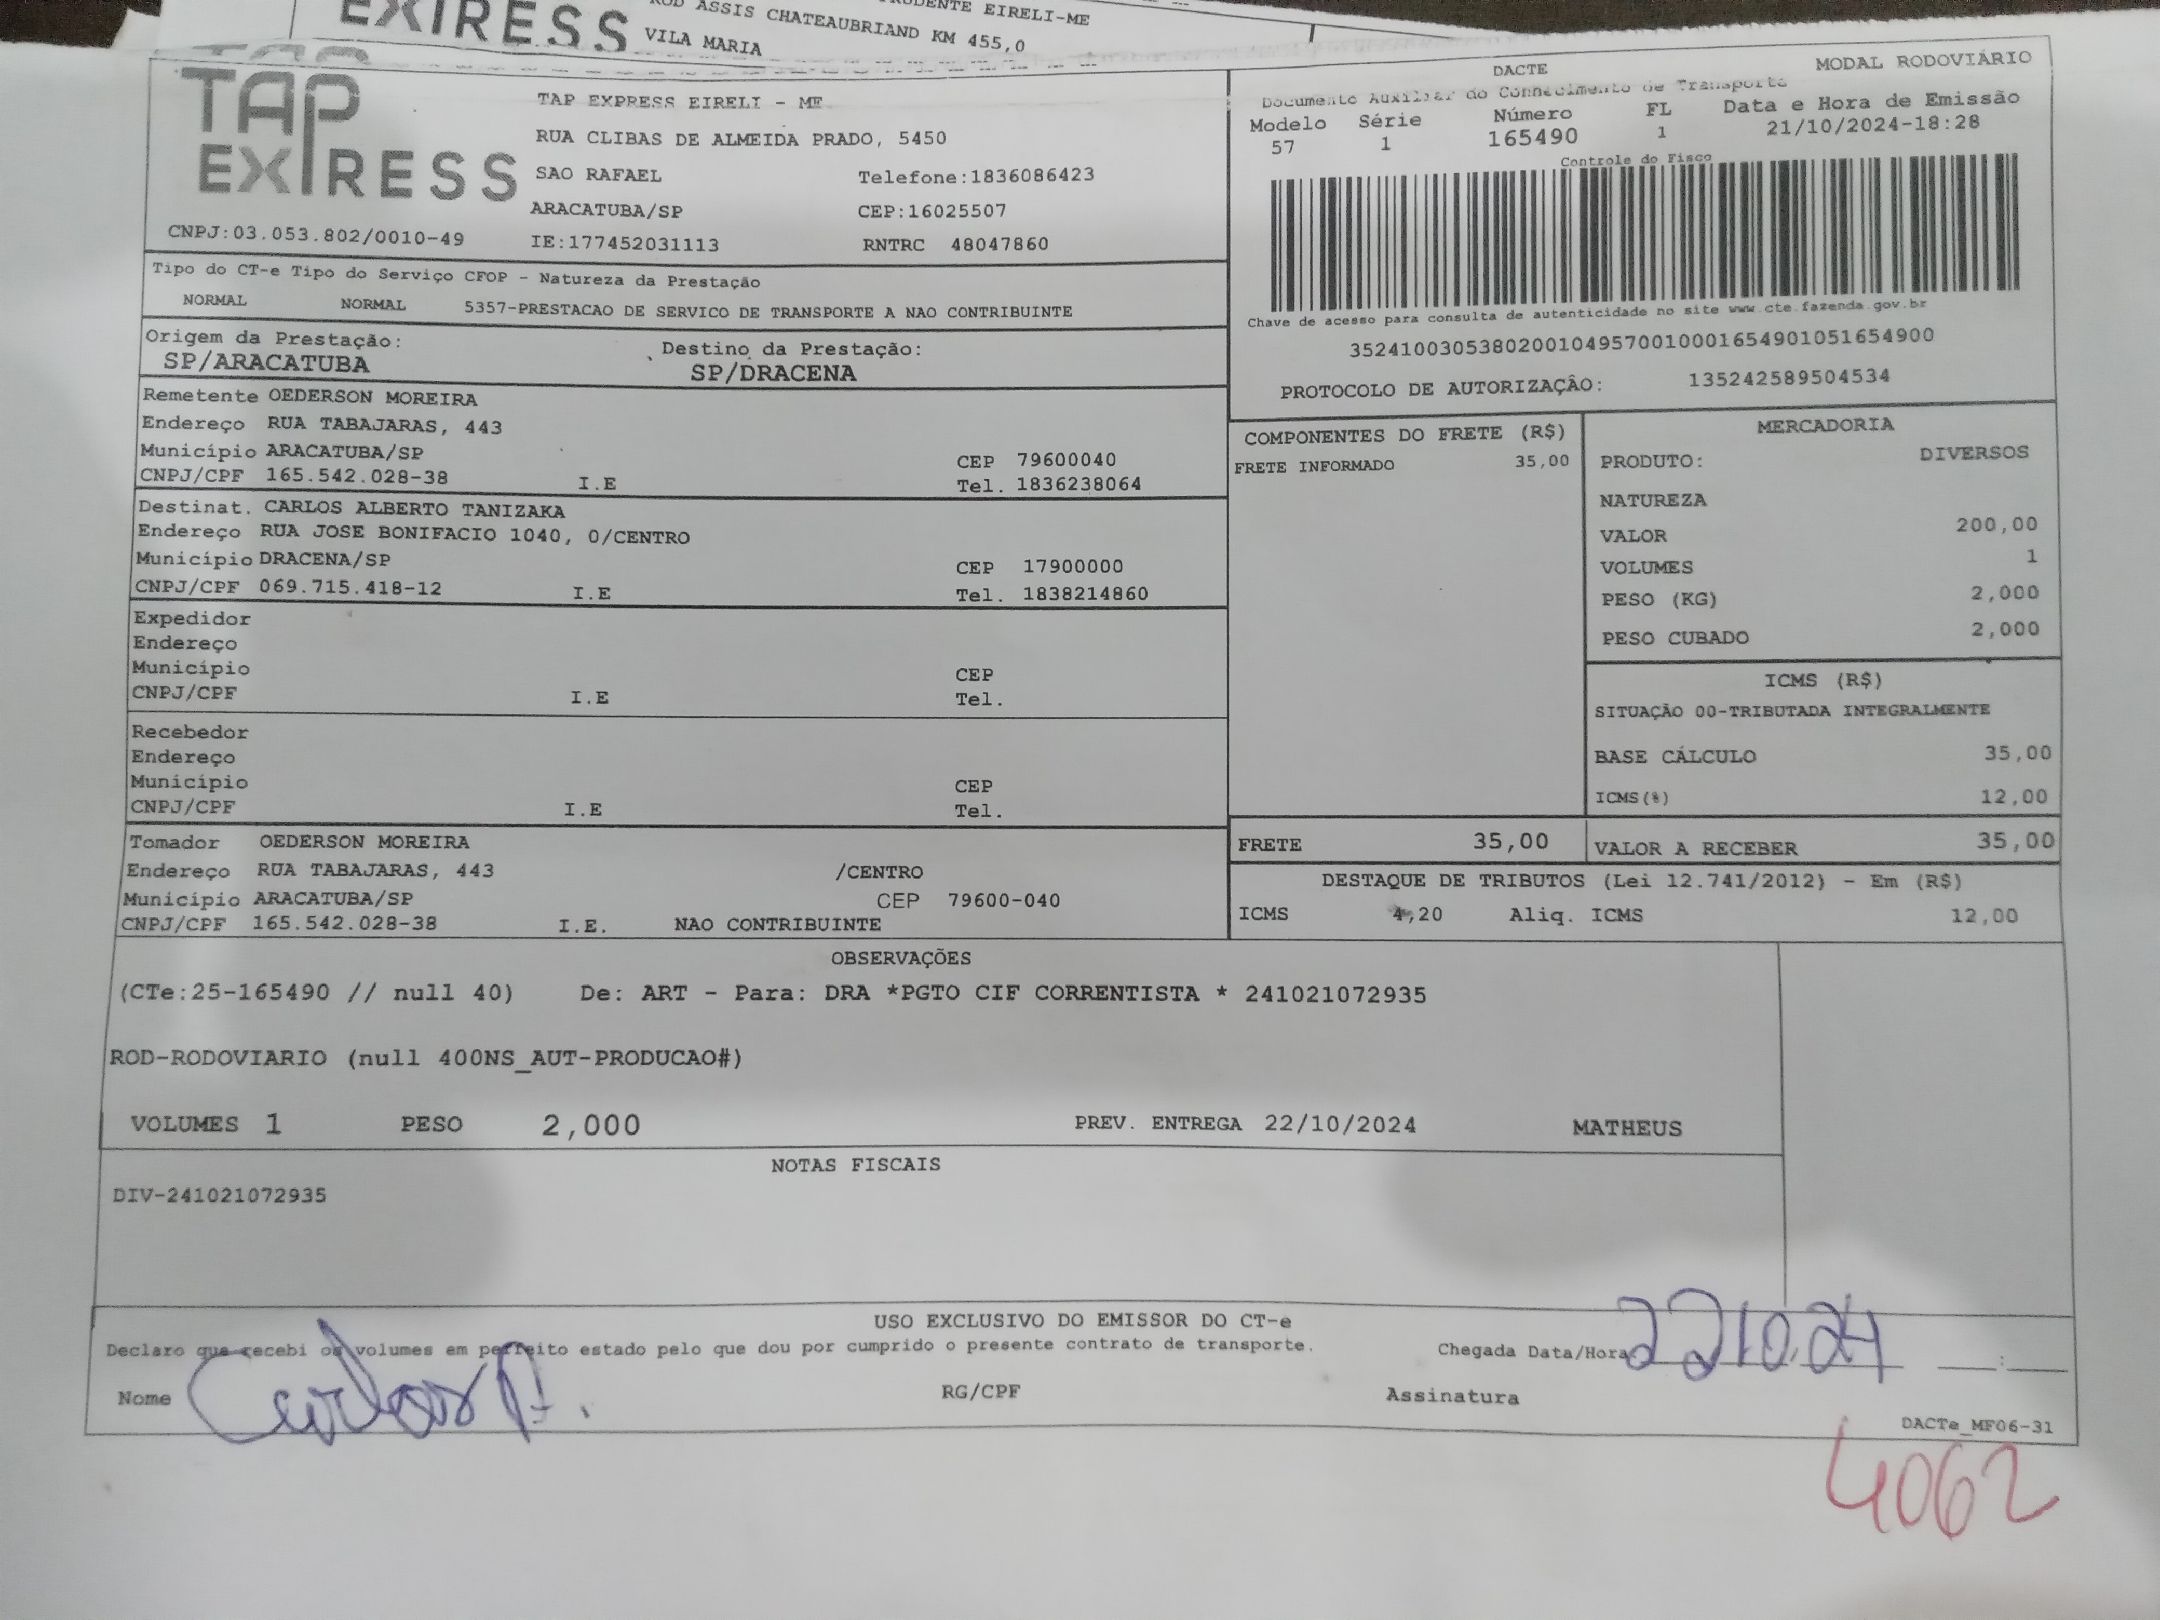 EXPRESS
ROD ASSIS CHATEAUBRIAND KM 455,0
VILA MARIA
EIRELI-ME
TAP EXPRESS
TAP EXPRESS EIRELI - ME
RUA CLIBAS DE ALMEIDA PRADO, 5450
SAO RAFAEL Telefone:1836086423
ARACATUBA/SP CEP:16025507
CNPJ:03.053.802/0010-49 IE:177452031113 RNTRC 48047860
DACTE MODAL RODOVIÁRIO
Documento Auxiliar do Connecimento de Transporte
Modelo Série Número FL Data e Hora de Emissão
57 1 165490 1 21/10/2024-18:28
Controle do Fisco
Chave de acesso para consulta de autenticidade no site www.cte.fazenda.gov.br
35241003053802001049570010001654901051654900
PROTOCOLO DE AUTORIZAÇÃO: 135242589504534
Tipo do CT-e Tipo do Serviço CFOP - Natureza da Prestação
NORMAL NORMAL 5357-PRESTACAO DE SERVICO DE TRANSPORTE A NAO CONTRIBUINTE
Origem da Prestação: Destino da Prestação:
SP/ARACATUBA SP/DRACENA
Remetente OEDERSON MOREIRA
Endereço RUA TABAJARAS, 443
Município ARACATUBA/SP CEP 79600040
CNPJ/CPF 165.542.028-38 I.E Tel. 1836238064
Destinat. CARLOS ALBERTO TANIZAKA
Endereço RUA JOSE BONIFACIO 1040, 0/CENTRO
Município DRACENA/SP CEP 17900000
CNPJ/CPF 069.715.418-12 I.E Tel. 1838214860
Expedidor
Endereço
Município CEP
CNPJ/CPF I.E Tel.
Recebedor
Endereço
Município CEP
CNPJ/CPF I.E Tel.
Tomador OEDERSON MOREIRA
Endereço RUA TABAJARAS, 443 /CENTRO
Município ARACATUBA/SP CEP 79600-040
CNPJ/CPF 165.542.028-38 I.E. NAO CONTRIBUINTE
COMPONENTES DO FRETE (R$)
FRETE INFORMADO 35,00
MERCADORIA
PRODUTO: DIVERSOS
NATUREZA
VALOR 200,00
VOLUMES 1
PESO (KG) 2,000
PESO CUBADO 2,000
ICMS (R$)
SITUAÇÃO 00-TRIBUTADA INTEGRALMENTE
BASE CÁLCULO 35,00
ICMS(%) 12,00
FRETE 35,00 VALOR A RECEBER 35,00
DESTAQUE DE TRIBUTOS (Lei 12.741/2012) - Em (R$)
ICMS 4,20 Aliq. ICMS 12,00
OBSERVAÇÕES
(CTe:25-165490 // null 40) De: ART - Para: DRA *PGTO CIF CORRENTISTA * 241021072935
ROD-RODOVIARIO (null 400NS_AUT-PRODUCAO#)
VOLUMES 1 PESO 2,000 PREV. ENTREGA 22/10/2024 MATHEUS
NOTAS FISCAIS
DIV-241021072935
USO EXCLUSIVO DO EMISSOR DO CT-e
Declaro que recebi os volumes em perfeito estado pelo que dou por cumprido o presente contrato de transporte. Chegada Data/Hora 22 10.24 :
Nome Carlos A. RG/CPF Assinatura
DACTe_MF06-31
4062